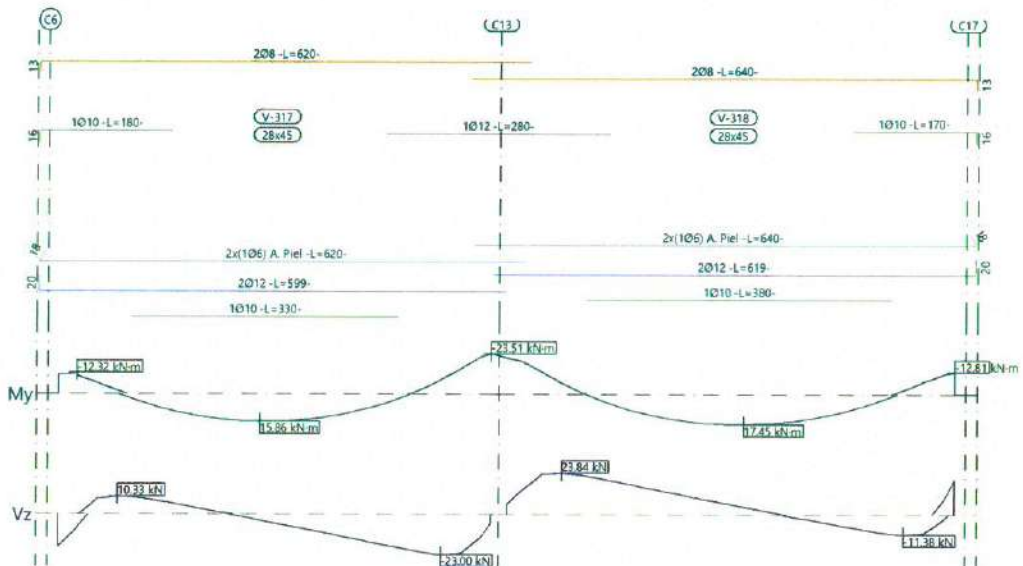 C6
C13
C17
2Ø8 -L=620-
13
2Ø8 -L=640-
13
1Ø10 -L=180-
16
V-317
28x45
1Ø12 -L=280-
V-318
28x45
1Ø10 -L=170-
16
2x(1Ø6) A. Piel -L=640-
18
2x(1Ø6) A. Piel -L=620-
18
2Ø12 -L=619-
20
2Ø12 -L=599-
20
1Ø10 -L=380-
1Ø10 -L=330-
-23.51 kN·m
-12.32 kN·m
-12.81 kN·m
My
15.86 kN·m
17.45 kN·m
23.84 kN
10.33 kN
Vz
-11.38 kN
-23.00 kN